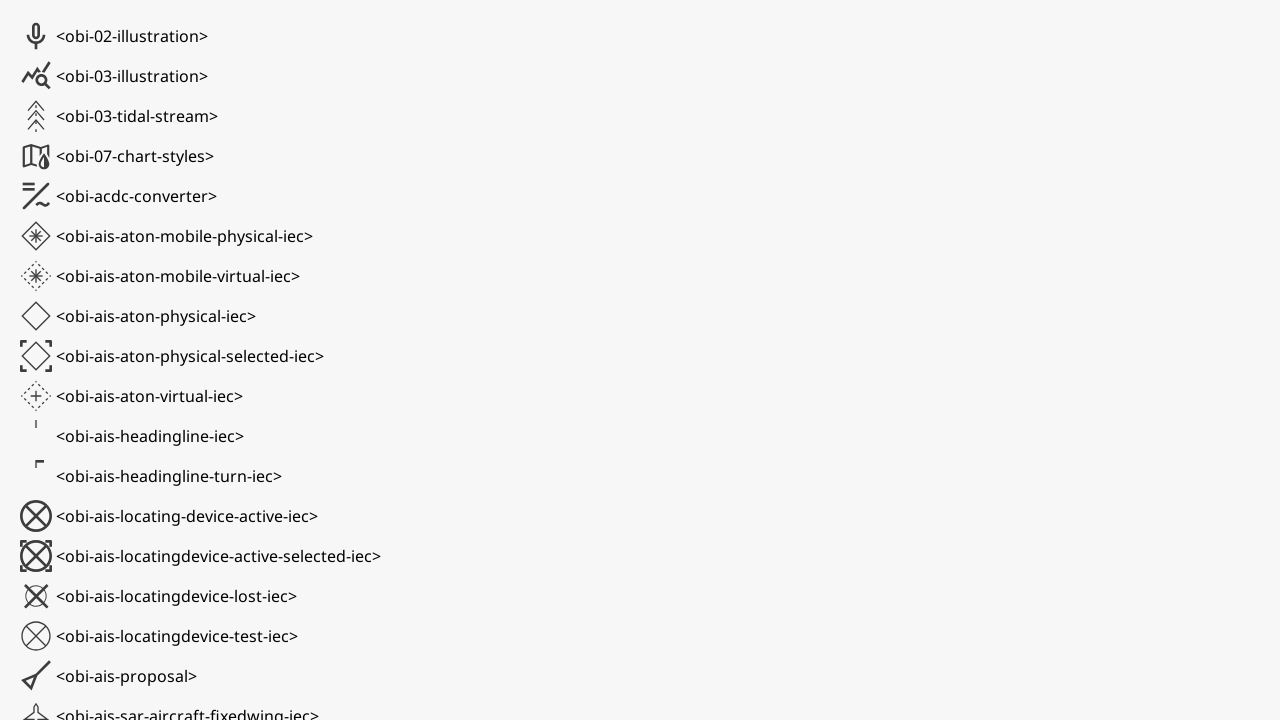 <obi-02-illustration>
<obi-03-illustration>
<obi-03-tidal-stream>
<obi-07-chart-styles>
<obi-acdc-converter>
<obi-ais-aton-mobile-physical-iec>
<obi-ais-aton-mobile-virtual-iec>
<obi-ais-aton-physical-iec>
<obi-ais-aton-physical-selected-iec>
<obi-ais-aton-virtual-iec>
<obi-ais-headingline-iec>
<obi-ais-headingline-turn-iec>
<obi-ais-locating-device-active-iec>
<obi-ais-locatingdevice-active-selected-iec>
<obi-ais-locatingdevice-lost-iec>
<obi-ais-locatingdevice-test-iec>
<obi-ais-proposal>
<obi-ais-sar-aircraft-fixedwing-iec>